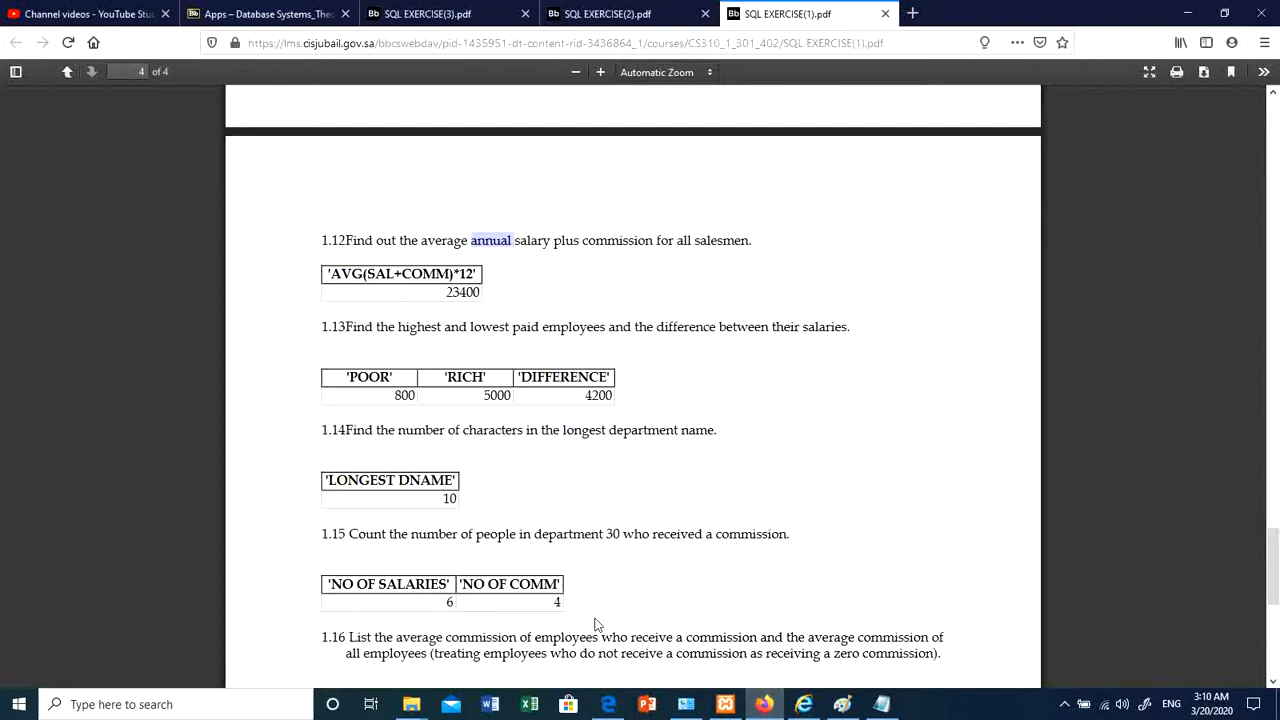 Channel videos - YouTube Stu
Apps – Database Systems_The
SQL EXERCISE(3).pdf
SQL EXERCISE(2).pdf
SQL EXERCISE(1).pdf
https://lms.cisjubail.gov.sa/bbcswebdav/pid-1435951-dt-content-rid-3436864_1/courses/CS310_1_301_402/SQL EXERCISE(1).pdf
4 of 4
Automatic Zoom
1.12Find out the average annual salary plus commission for all salesmen.
'AVG(SAL+COMM)*12'
23400
1.13Find the highest and lowest paid employees and the difference between their salaries.
'POOR' 'RICH' 'DIFFERENCE'
800 5000 4200
1.14Find the number of characters in the longest department name.
'LONGEST DNAME'
10
1.15 Count the number of people in department 30 who received a commission.
'NO OF SALARIES' 'NO OF COMM'
6 4
1.16 List the average commission of employees who receive a commission and the average commission of
all employees (treating employees who do not receive a commission as receiving a zero commission).
Type here to search
ENG
3:10 AM
3/20/2020